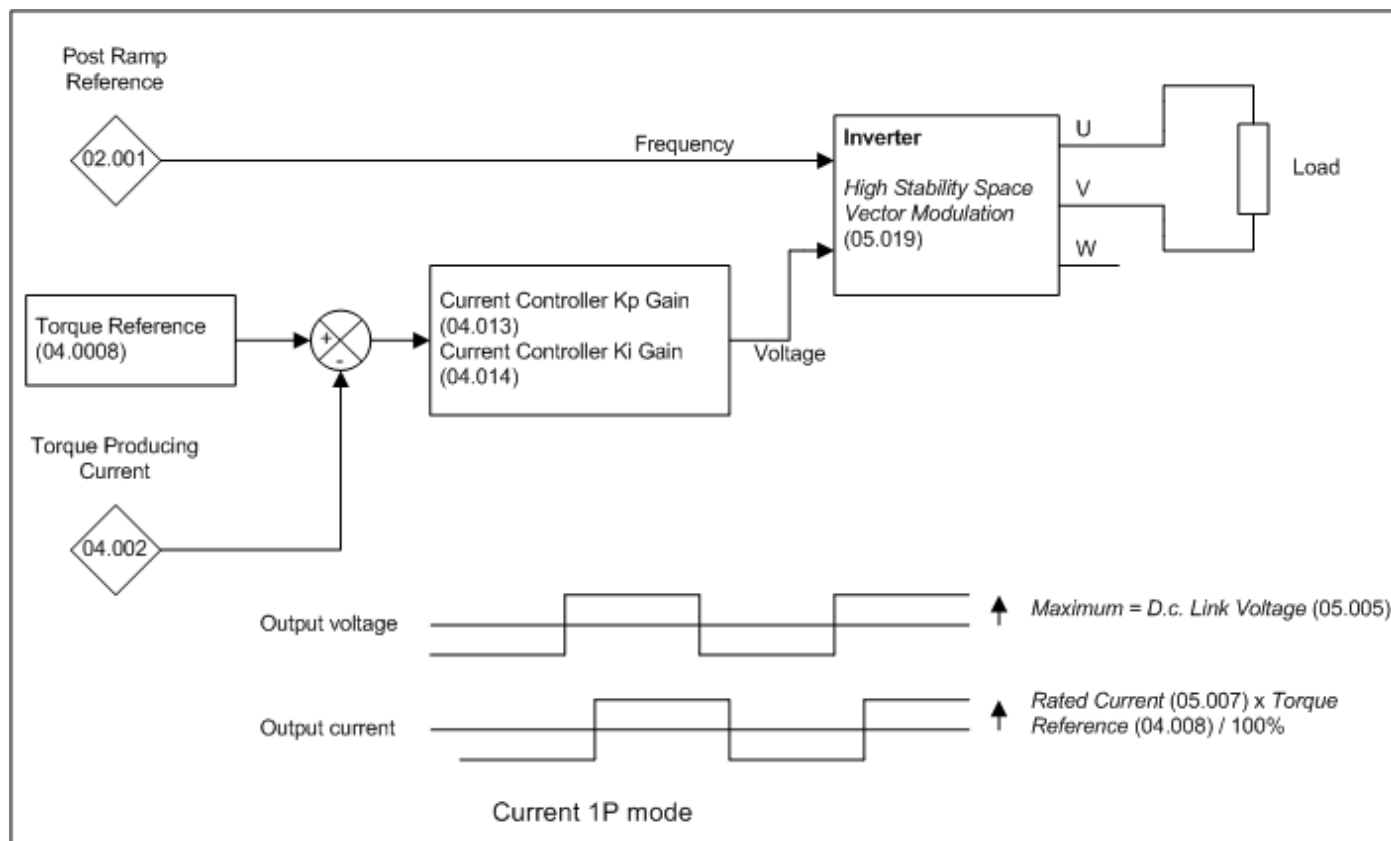 Post Ramp
Reference
02.001
Frequency
Inverter
High Stability Space
Vector Modulation
(05.019)
U
V
W
Load
Torque Reference
(04.0008)
+
-
Current Controller Kp Gain
(04.013)
Current Controller Ki Gain
(04.014)
Voltage
Torque Producing
Current
04.002
Output voltage
Maximum = D.c. Link Voltage (05.005)
Output current
Rated Current (05.007) x Torque
Reference (04.008) / 100%
Current 1P mode